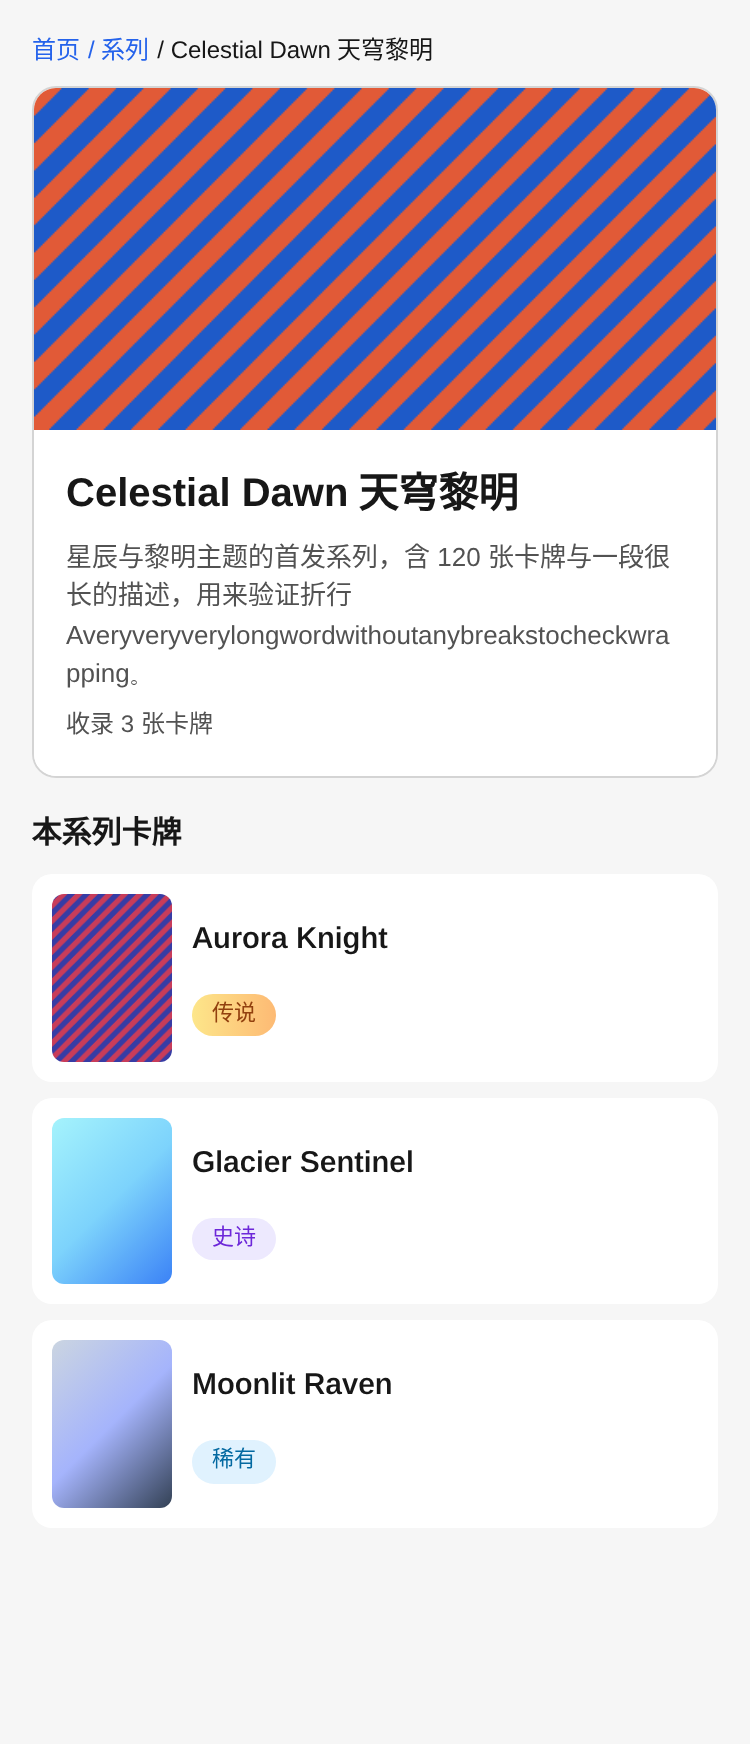 首页 / 系列 / Celestial Dawn 天穹黎明
Celestial Dawn 天穹黎明
星辰与黎明主题的首发系列，含 120 张卡牌与一段很
长的描述，用来验证折行
Averyveryverylongwordwithoutanybreakstocheckwra
pping。
收录 3 张卡牌
本系列卡牌
Aurora Knight
传说
Glacier Sentinel
史诗
Moonlit Raven
稀有